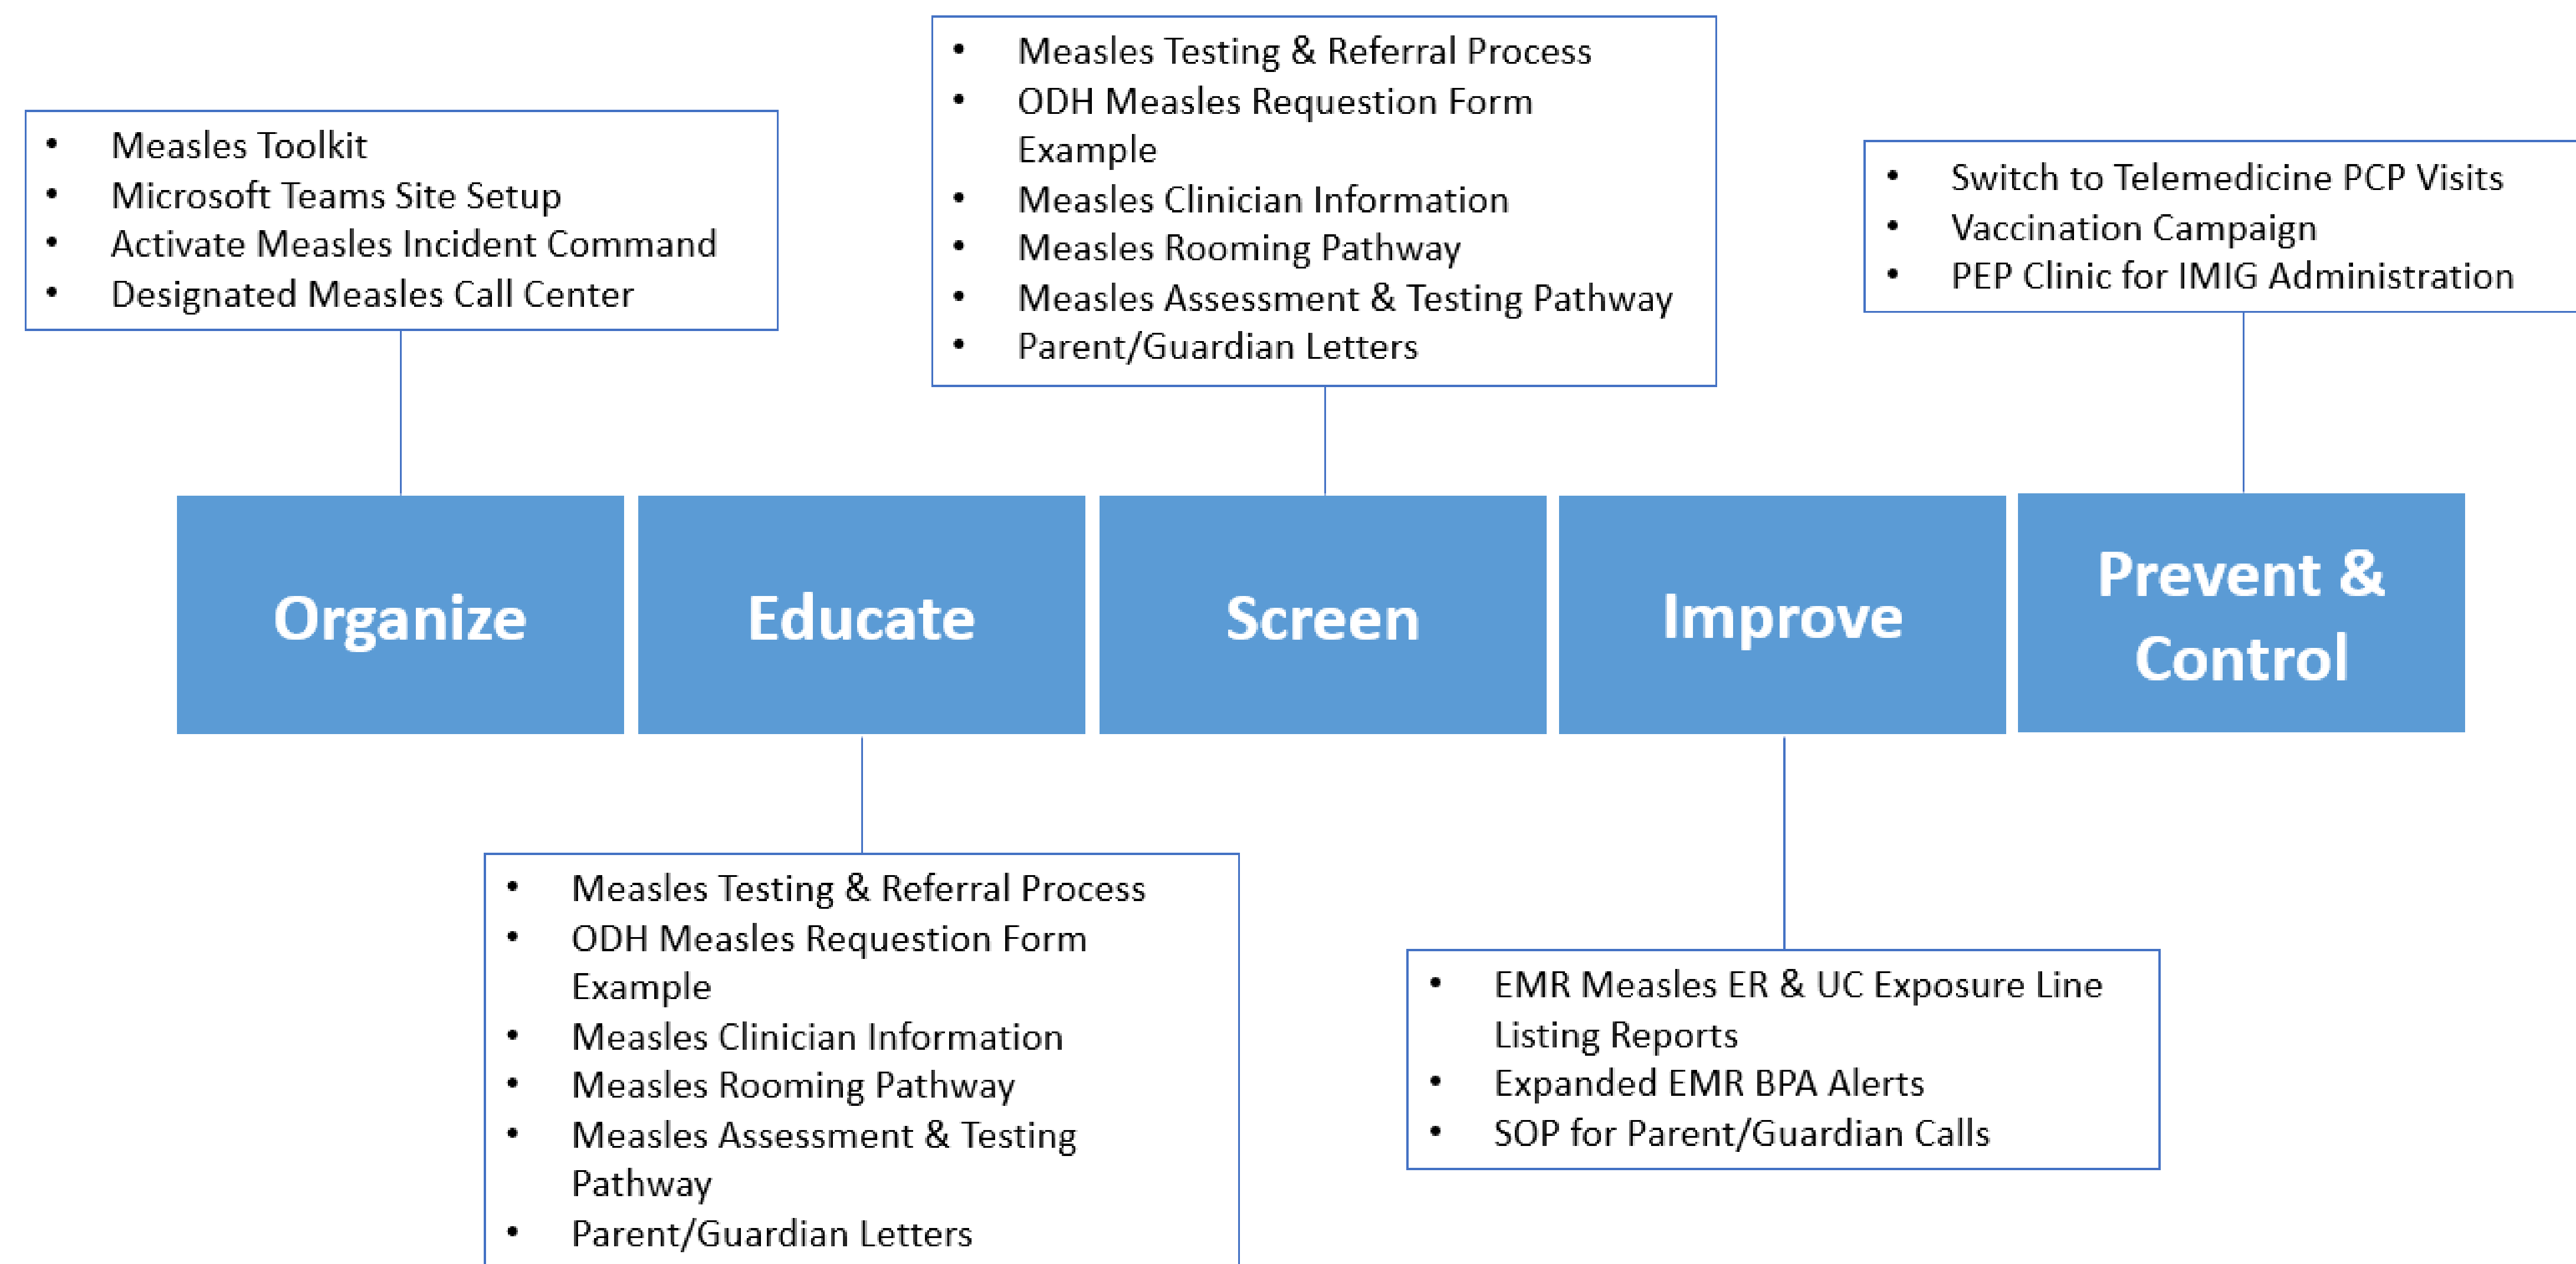 • Measles Toolkit
• Microsoft Teams Site Setup
• Activate Measles Incident Command
• Designated Measles Call Center
• Measles Testing & Referral Process
• ODH Measles Requestion Form
Example
• Measles Clinician Information
• Measles Rooming Pathway
• Measles Assessment & Testing Pathway
• Parent/Guardian Letters
• Switch to Telemedicine PCP Visits
• Vaccination Campaign
• PEP Clinic for IMIG Administration
Organize
Educate
Screen
Improve
Prevent &
Control
• Measles Testing & Referral Process
• ODH Measles Requestion Form
Example
• Measles Clinician Information
• Measles Rooming Pathway
• Measles Assessment & Testing
Pathway
• Parent/Guardian Letters
• EMR Measles ER & UC Exposure Line
Listing Reports
• Expanded EMR BPA Alerts
• SOP for Parent/Guardian Calls